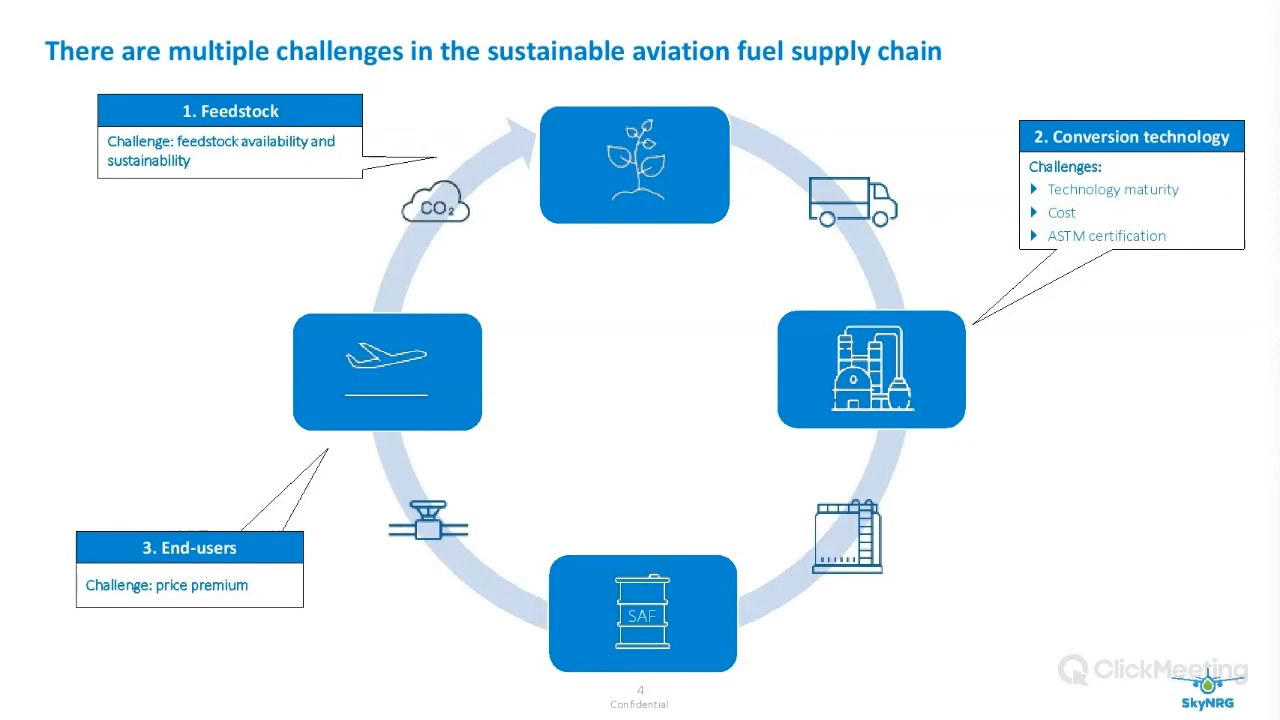 There are multiple challenges in the sustainable aviation fuel supply chain
1. Feedstock
Challenge: feedstock availability and
sustainability
2. Conversion technology
Challenges:
Technology maturity
Cost
ASTM certification
CO2
3. End-users
Challenge: price premium
SAF
4
Confidential
ClickMeeting
SkyNRG